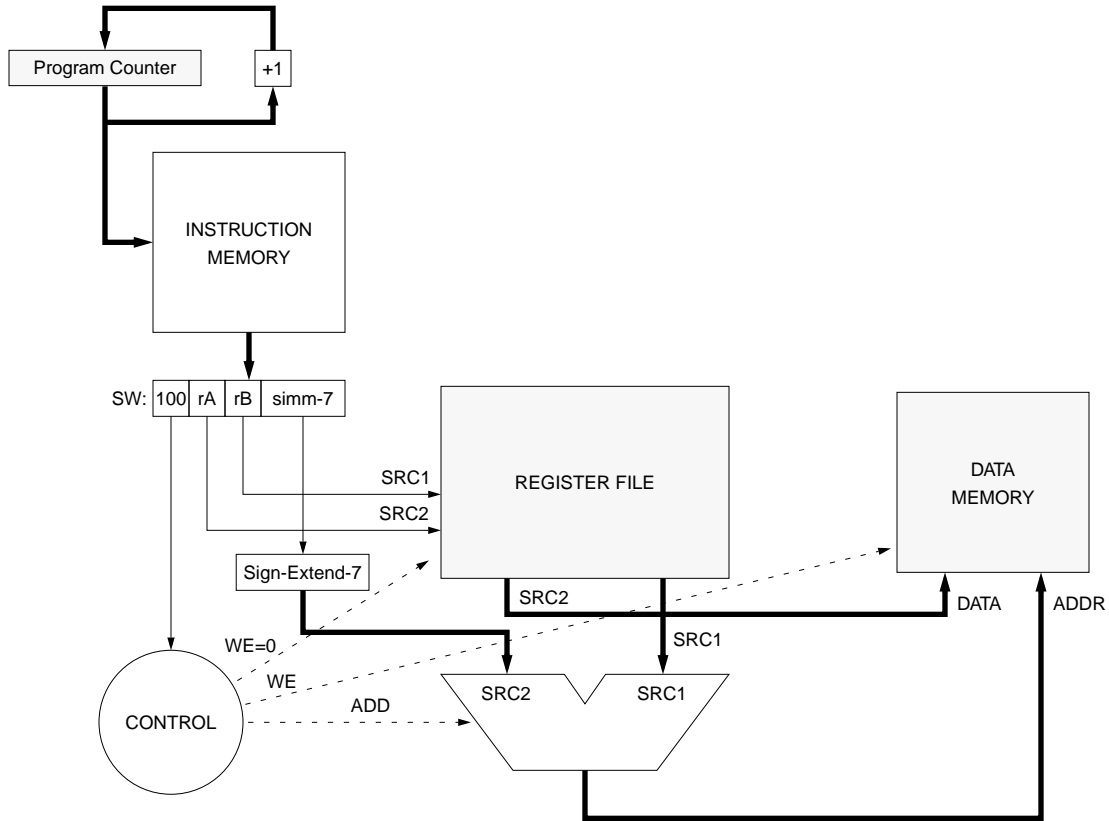 Program Counter
+1
INSTRUCTION
MEMORY
SW: 100 rA rB simm-7
SRC1
SRC2
REGISTER FILE
DATA
MEMORY
Sign-Extend-7
SRC2
DATA
ADDR
WE=0
SRC1
WE
SRC2
SRC1
ADD
CONTROL